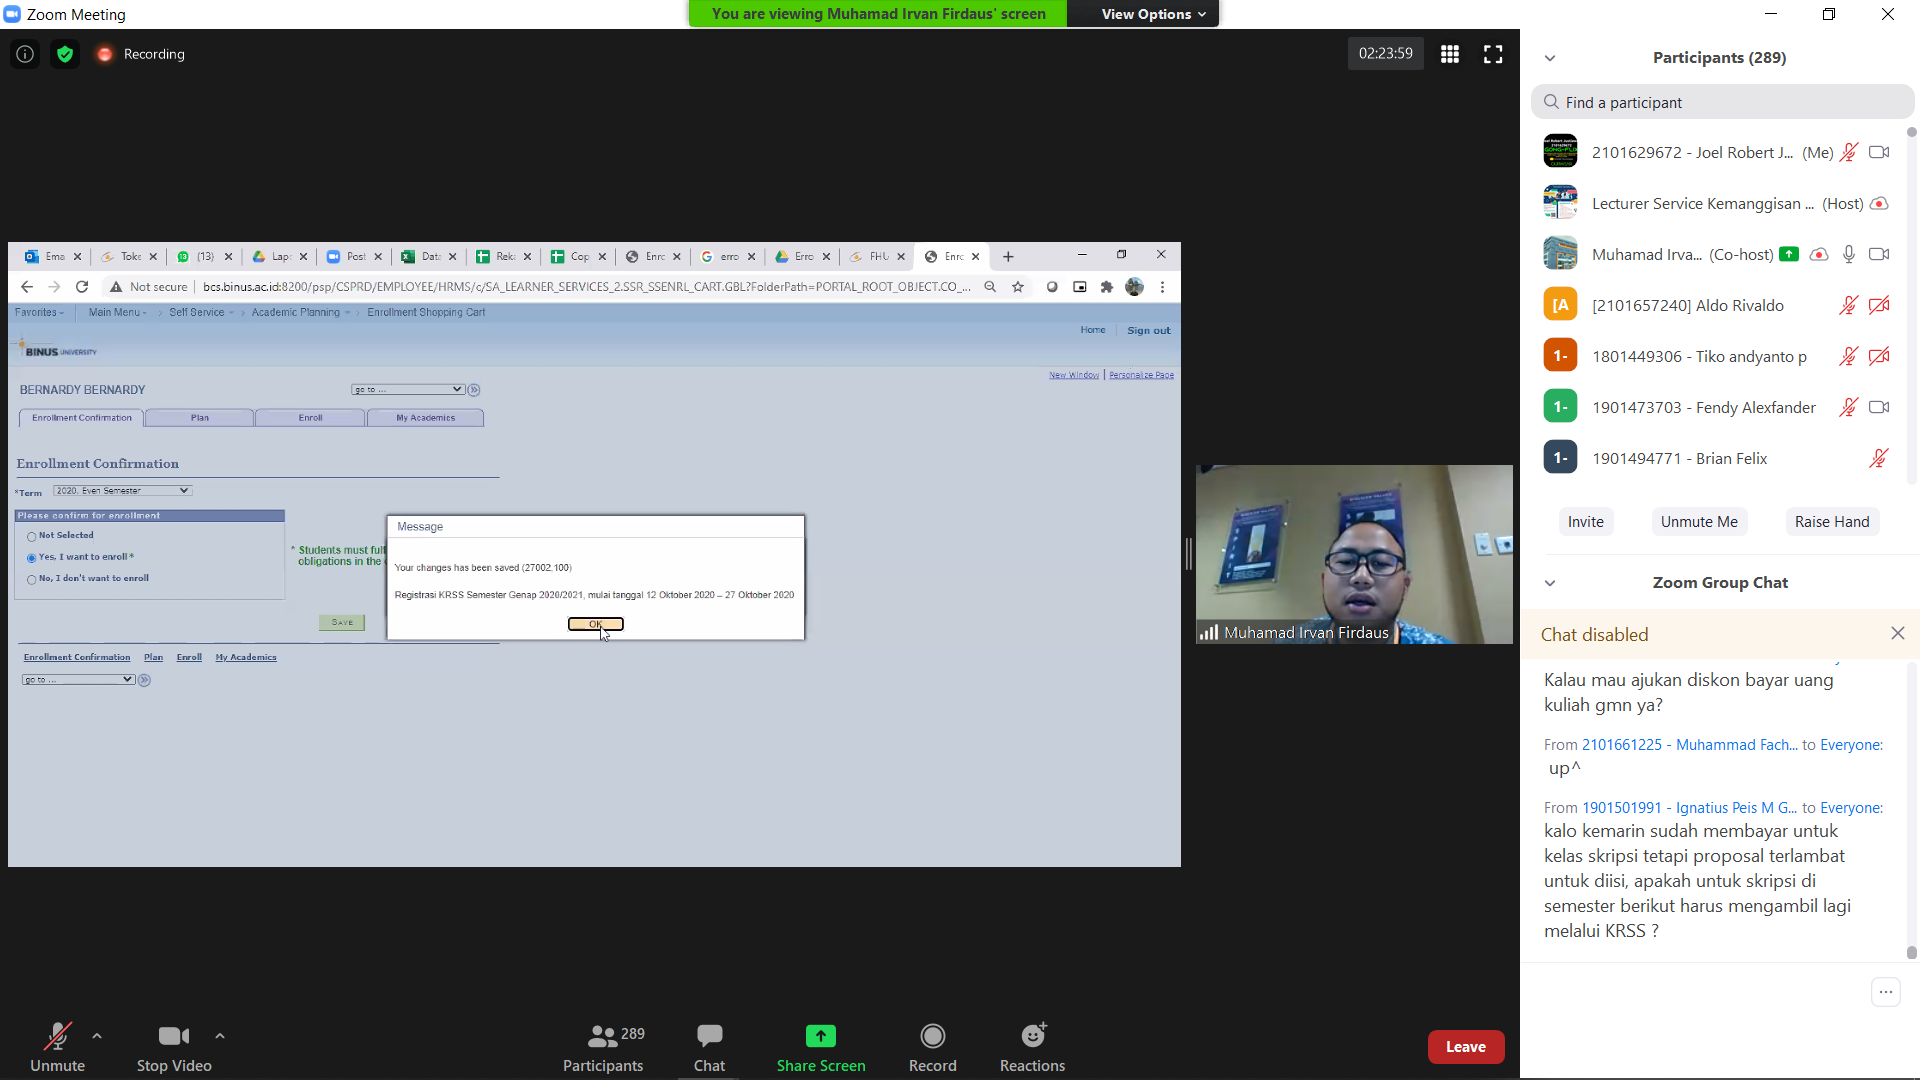 Zoom Meeting
You are viewing Muhamad Irvan Firdaus' screen
View Options
Recording
02:23:59
Participants (289)
Find a participant
2101629672 - Joel Robert J... (Me)
Lecturer Service Kemanggisan ... (Host)
Muhamad Irva... (Co-host)
[A [2101657240] Aldo Rivaldo
1- 1801449306 - Tiko andyanto p
1- 1901473703 - Fendy Alexfander
1- 1901494771 - Brian Felix
Invite
Unmute Me
Raise Hand
Zoom Group Chat
Chat disabled
Kalau mau ajukan diskon bayar uang
kuliah gmn ya?
From 2101661225 - Muhammad Fach... to Everyone:
up^
From 1901501991 - Ignatius Peis M G... to Everyone:
kalo kemarin sudah membayar untuk
kelas skripsi tetapi proposal terlambat
untuk diisi, apakah untuk skripsi di
semester berikut harus mengambil lagi
melalui KRSS ?
Ema
Toke
(13)
Lap
Post
Data
Reka
Cop
Enro
erro
Erro
FHU
Enro
Not secure
bcs.binus.ac.id:8200/psp/CSPRD/EMPLOYEE/HRMS/c/SA_LEARNER_SERVICES_2.SSR_SSENRL_CART.GBL?FolderPath=PORTAL_ROOT_OBJECT.CO_...
Favorites
Main Menu
Self Service
Academic Planning
Enrollment Shopping Cart
Home
Sign out
BINUS UNIVERSITY
New Window | Personalize Page
BERNARDY BERNARDY
go to ...
Enrollment Confirmation
Plan
Enroll
My Academics
Enrollment Confirmation
*Term 2020, Even Semester
Please confirm for enrollment
Not Selected
Yes, I want to enroll *
No, I don't want to enroll
* Students must full
obligations in the
SAVE
Message
Your changes has been saved (27002,100)
Registrasi KRSS Semester Genap 2020/2021, mulai tanggal 12 Oktober 2020 – 27 Oktober 2020
OK
Enrollment Confirmation
Plan
Enroll
My Academics
go to ...
Muhamad Irvan Firdaus
Unmute
Stop Video
289
Participants
Chat
Share Screen
Record
Reactions
Leave